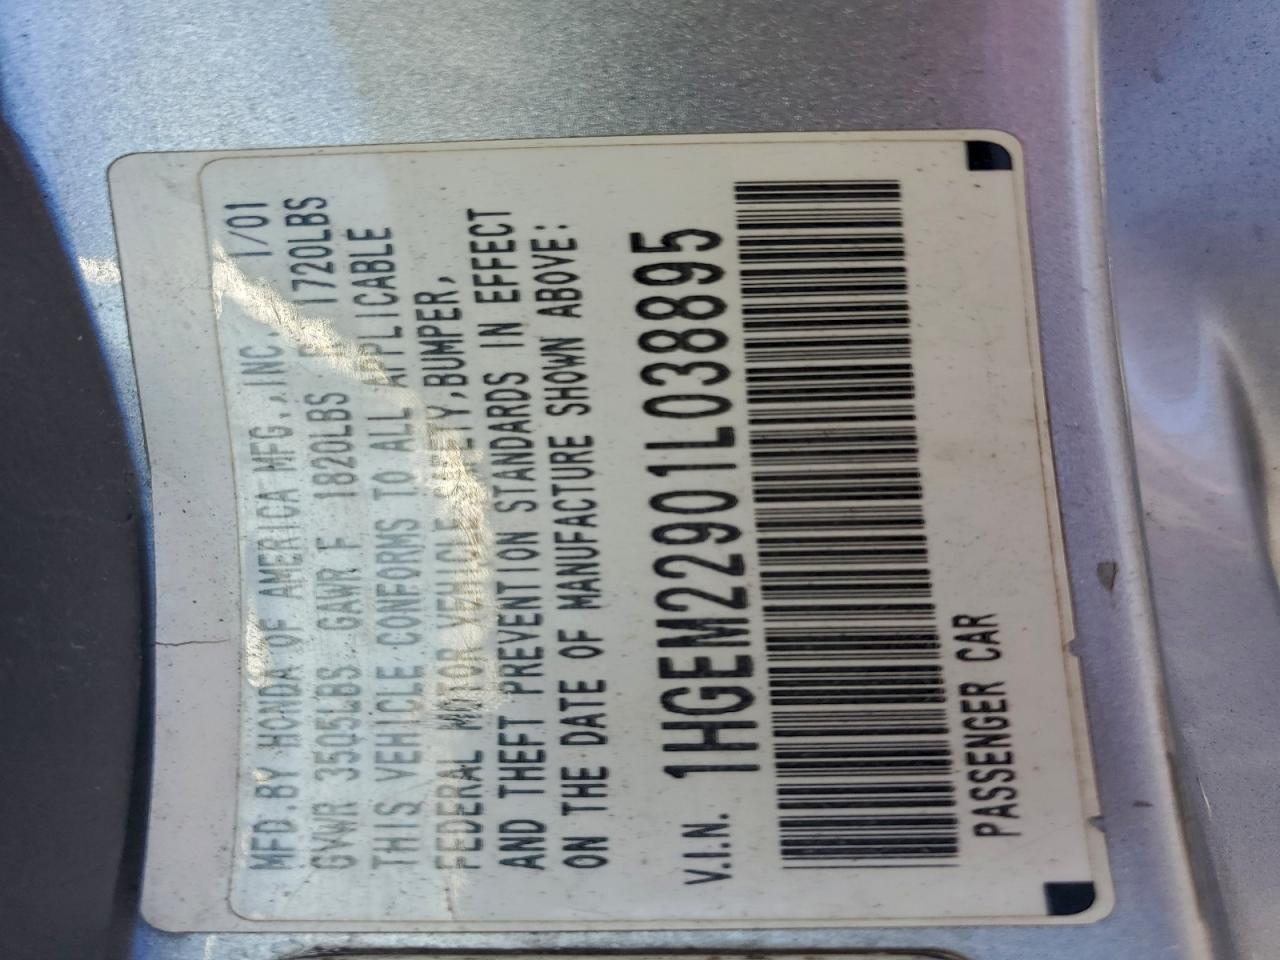 MFD.BY HONDA OF AMERICA MFG.,INC. 1/01
GVWR 3505LBS GAWR F 1820LBS R 1720LBS
THIS VEHICLE CONFORMS TO ALL APPLICABLE
FEDERAL MOTOR VEHICLE SAFETY,BUMPER,
AND THEFT PREVENTION STANDARDS IN EFFECT
ON THE DATE OF MANUFACTURE SHOWN ABOVE:
V.I.N. 1HGEM22901L038895
PASSENGER CAR